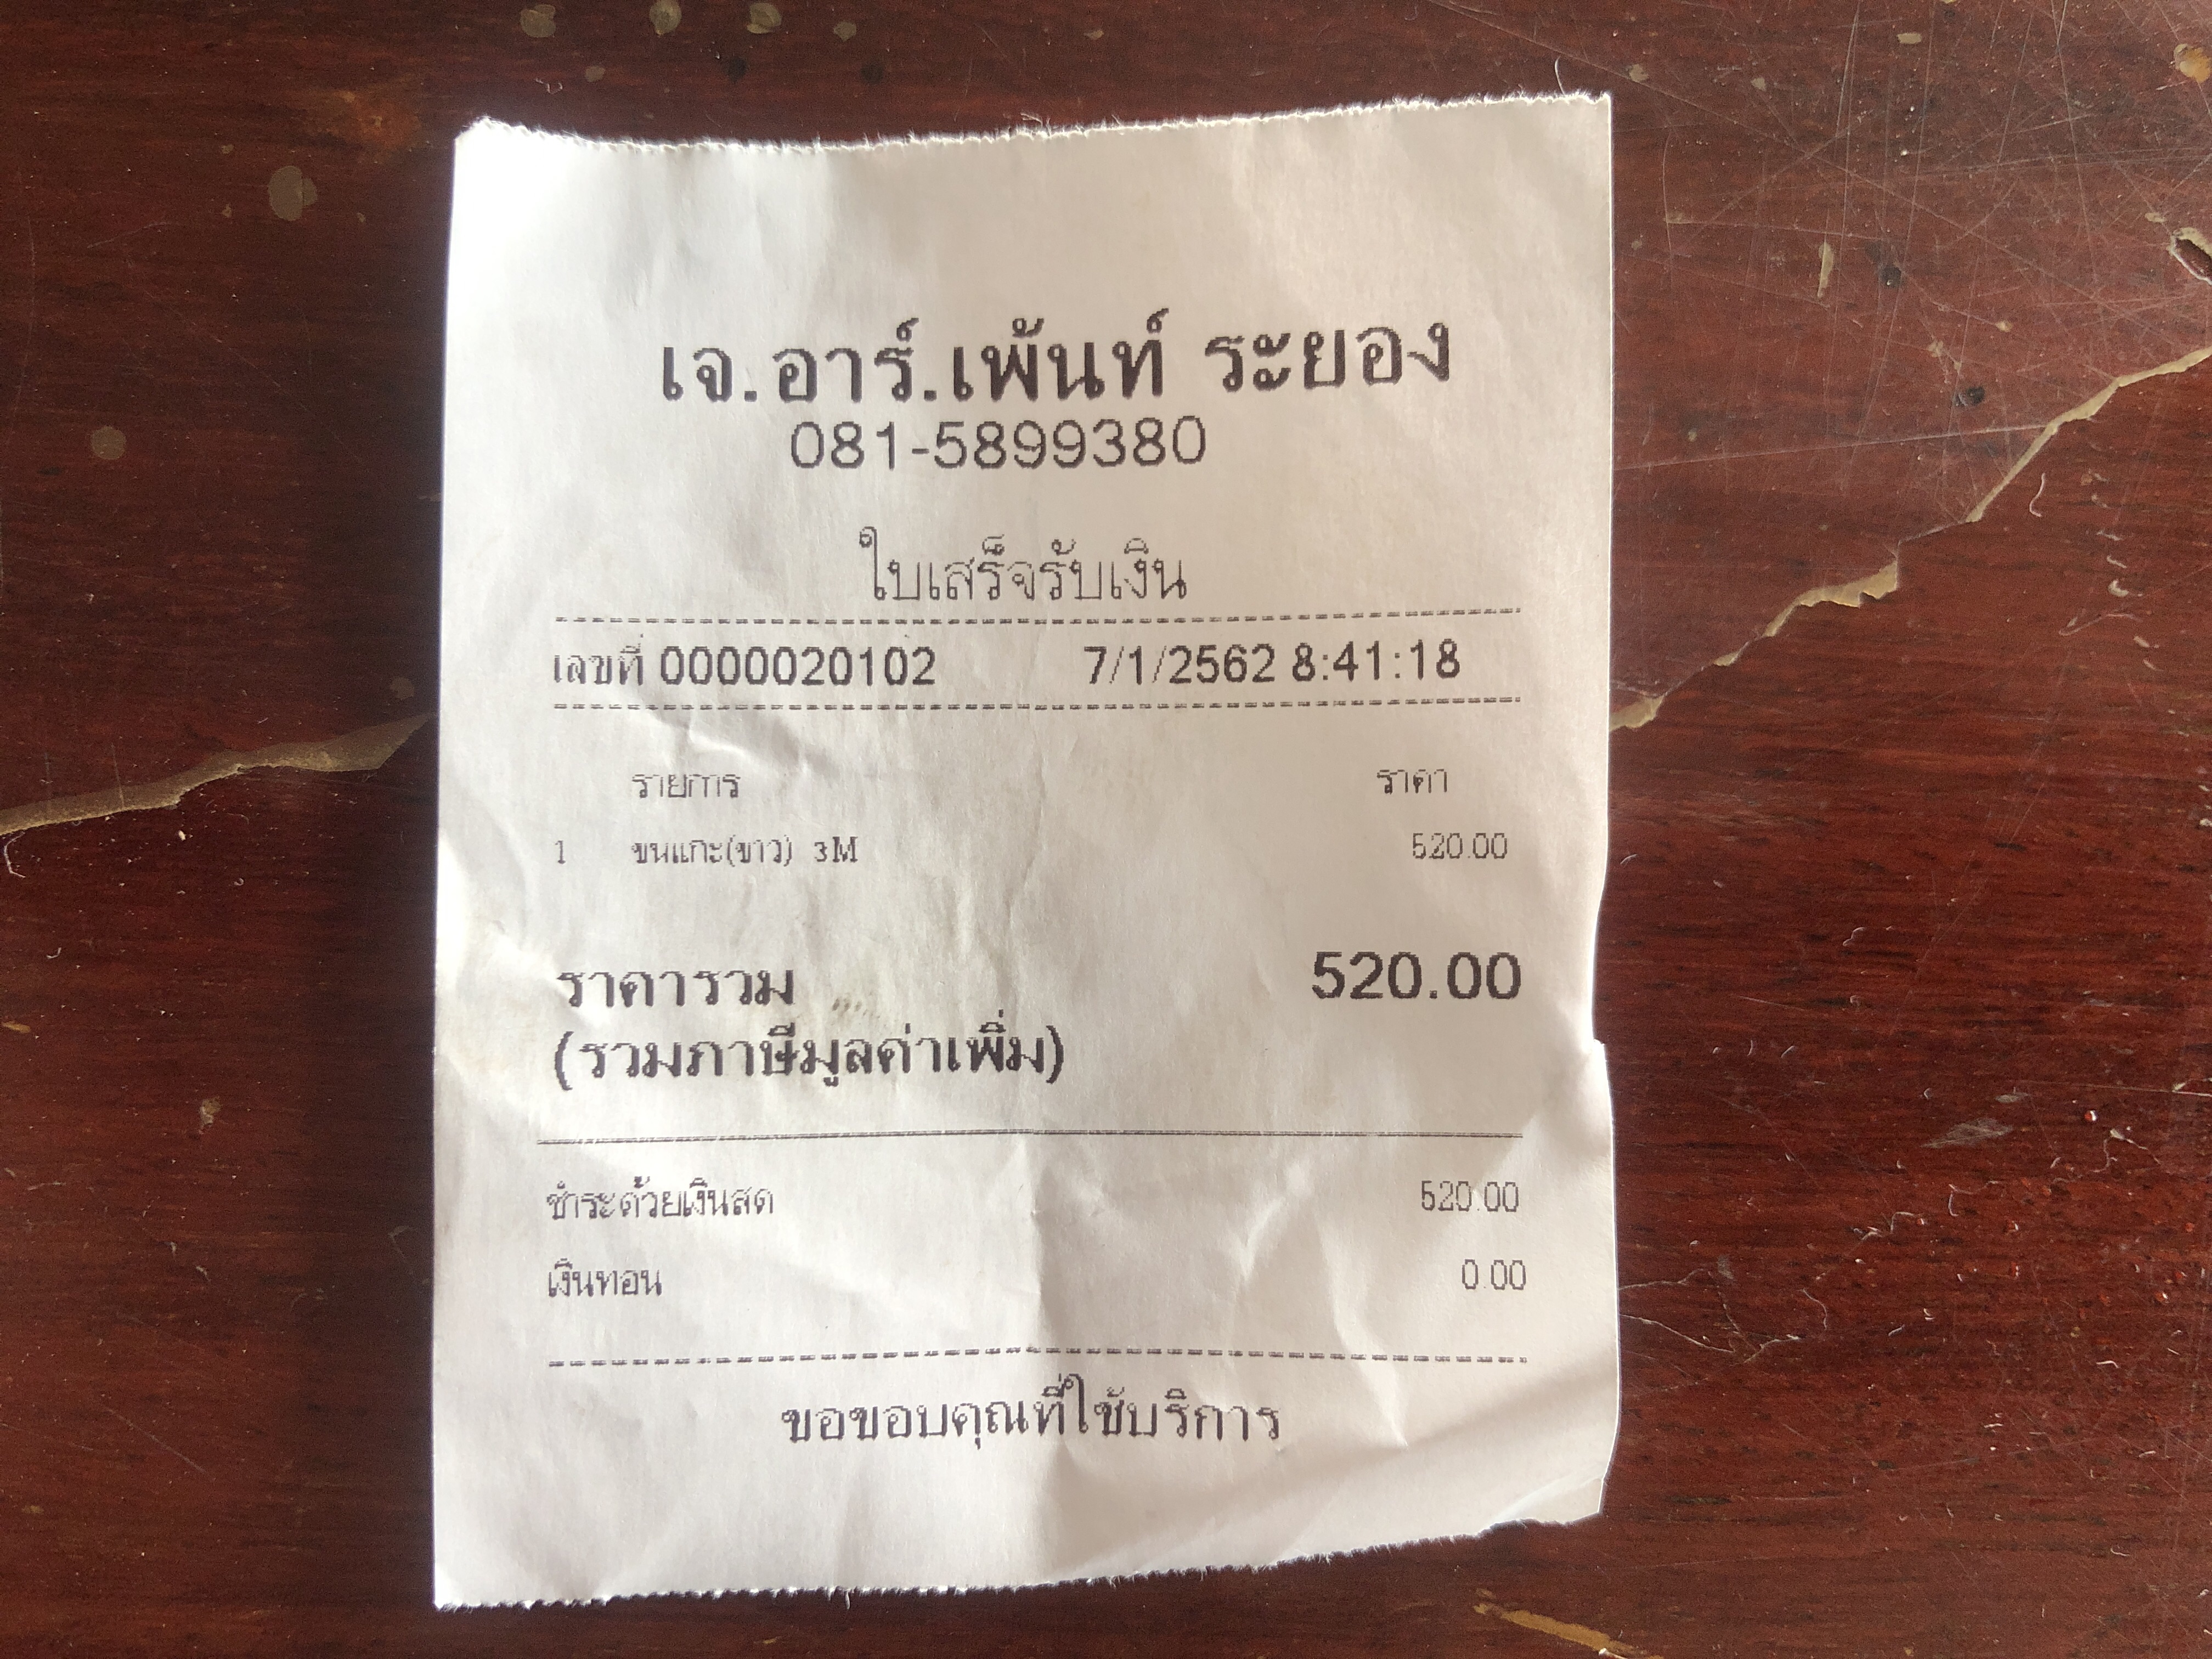 เจ.อาร์.เพ้นท์ ระยอง
081-5899380
ใบเสร็จรับเงิน
เลขที่ 0000020102 7/1/2562 8:41:18
รายการ ราคา
1 ขนแกะ(ขาว) 3M 520.00
ราคารวม 520.00
(รวมภาษีมูลค่าเพิ่ม)
ชำระด้วยเงินสด 520.00
เงินทอน 0.00
ขอขอบคุณที่ใช้บริการ